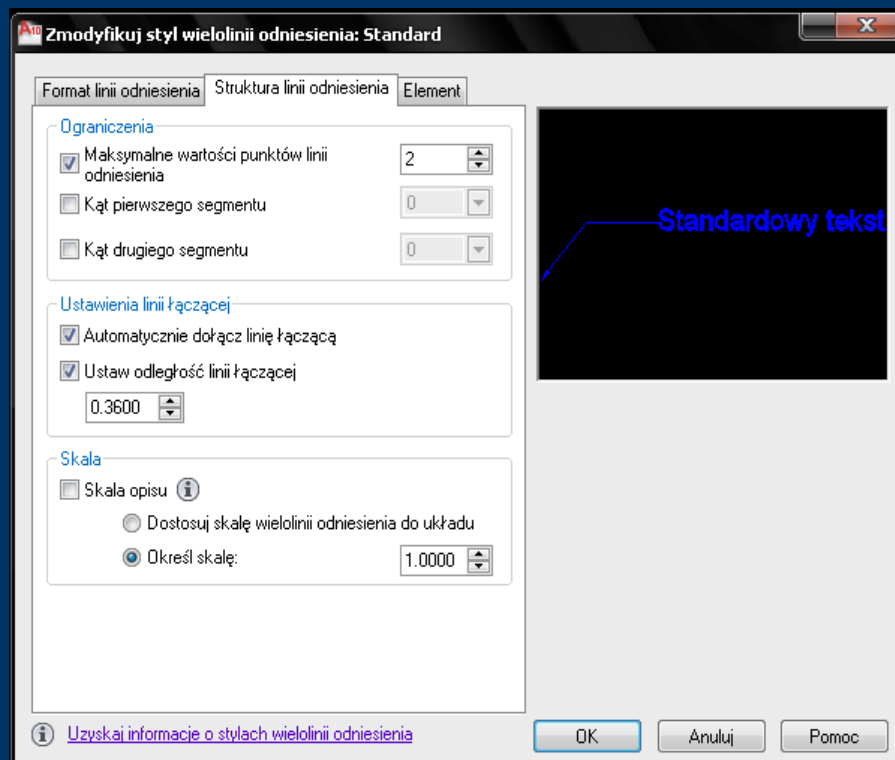 A10 Zmodyfikuj styl wielolinii odniesienia: Standard
Format linii odniesienia Struktura linii odniesienia Element
Ograniczenia
Maksymalne wartości punktów linii
odniesienia
2
Kąt pierwszego segmentu 0
Kąt drugiego segmentu 0
Ustawienia linii łączącej
Automatycznie dołącz linię łączącą
Ustaw odległość linii łączącej
0.3600
Skala
Skala opisu
Dostosuj skalę wielolinii odniesienia do układu
Określ skalę: 1.0000
Standardowy tekst
Uzyskaj informacje o stylach wielolinii odniesienia
OK Anuluj Pomoc